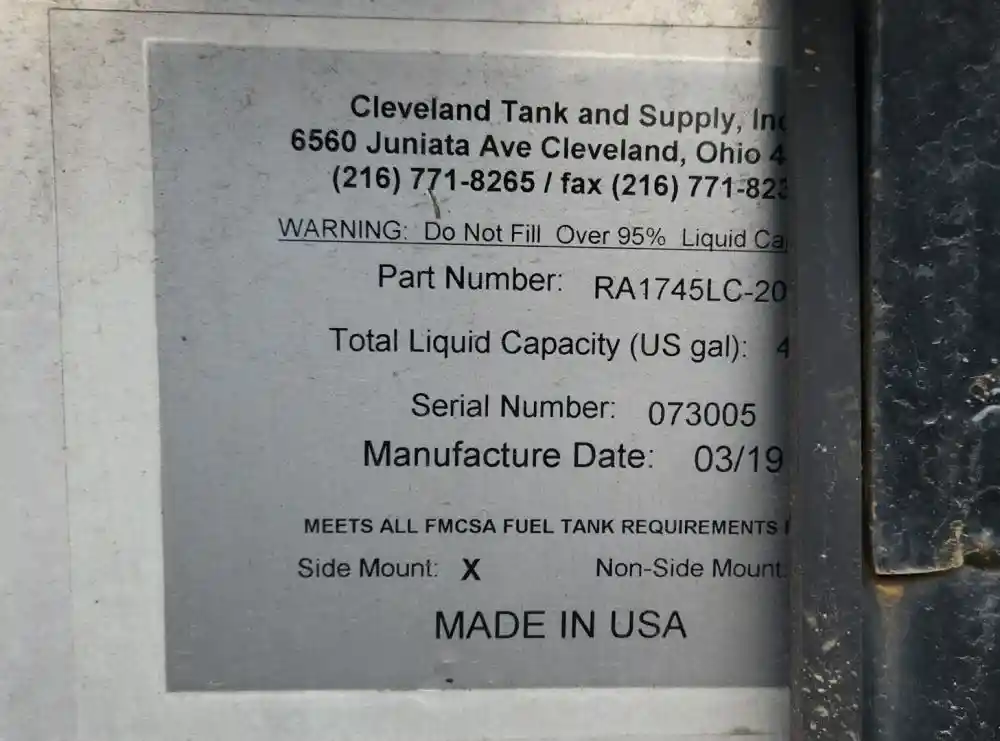 Cleveland Tank and Supply, Inc
6560 Juniata Ave Cleveland, Ohio 4
(216) 771-8265 / fax (216) 771-823
WARNING: Do Not Fill Over 95% Liquid Ca
Part Number: RA1745LC-20
Total Liquid Capacity (US gal): 4
Serial Number: 073005
Manufacture Date: 03/19
MEETS ALL FMCSA FUEL TANK REQUIREMENTS
Side Mount: X Non-Side Mount:
MADE IN USA